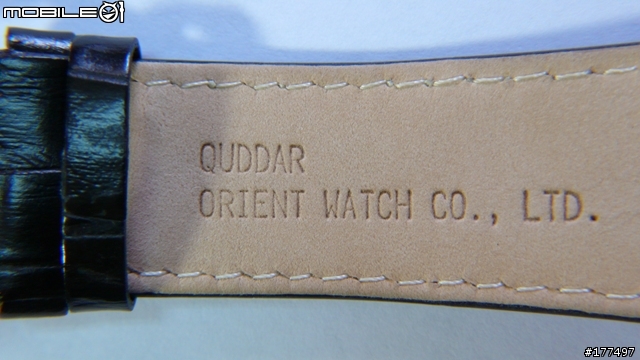 MOBILE01
QUDDAR
ORIENT WATCH CO., LTD.
#177497